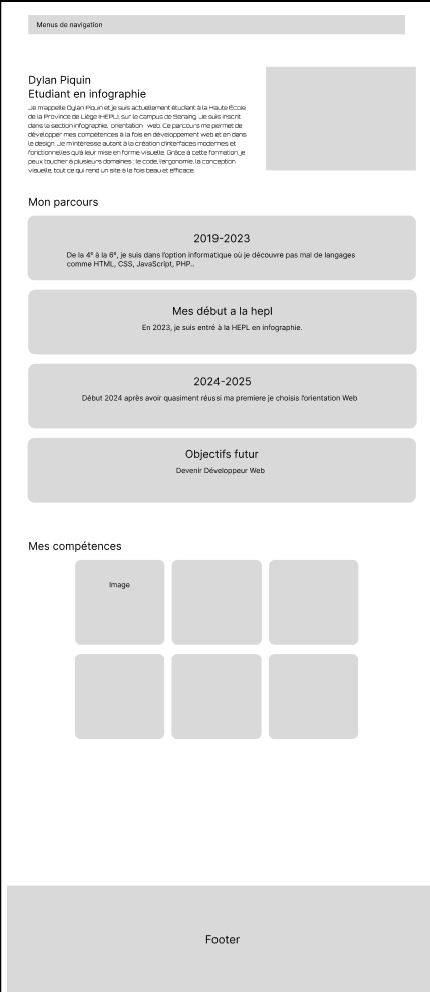 Menus de navigation
Dylan Piquin
Etudiant en infographie
Je m'appelle Dylan Piquin et je suis actuellement étudiant à la Haute École
de la Province de Liège (HEPL), sur le campus de Seraing. Je suis inscrit
dans la section infographie, orientation web. Ce parcours me permet de
développer mes compétences à la fois en développement web et en dans
le design. Je m'intéresse autant à la création d'interfaces modernes et
fonctionnelles qu'à leur mise en forme visuelle. Grâce à cette formation, je
peux toucher à plusieurs domaines : le code, l'ergonomie, la conception
visuelle, tout ce qui rend un site à la fois beau et efficace.
Mon parcours
2019-2023
De la 4ᵉ à la 6ᵉ, je suis dans l'option informatique où je découvre pas mal de langages
comme HTML, CSS, JavaScript, PHP..
Mes début a la hepl
En 2023, je suis entré à la HEPL en infographie.
2024-2025
Début 2024 après avoir quasiment réussi ma premiere je choisis l'orientation Web
Objectifs futur
Devenir Développeur Web
Mes compétences
Image
Footer